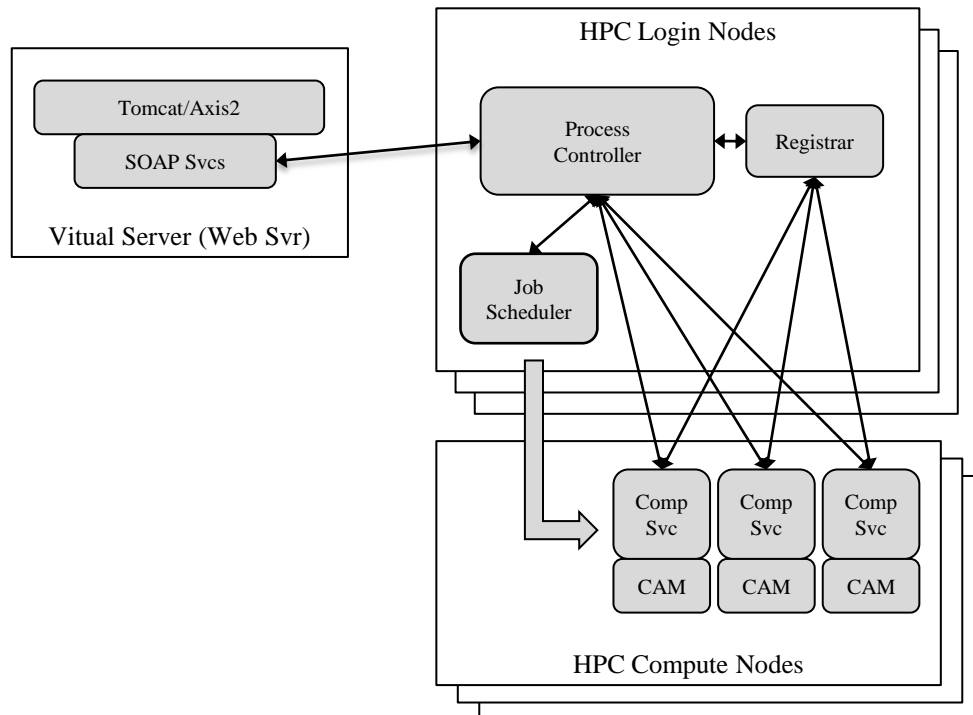 HPC Login Nodes
Tomcat/Axis2
SOAP Svcs
Vitual Server (Web Svr)
Process
Controller
Registrar
Job
Scheduler
Comp
Svc
Comp
Svc
Comp
Svc
CAM
CAM
CAM
HPC Compute Nodes